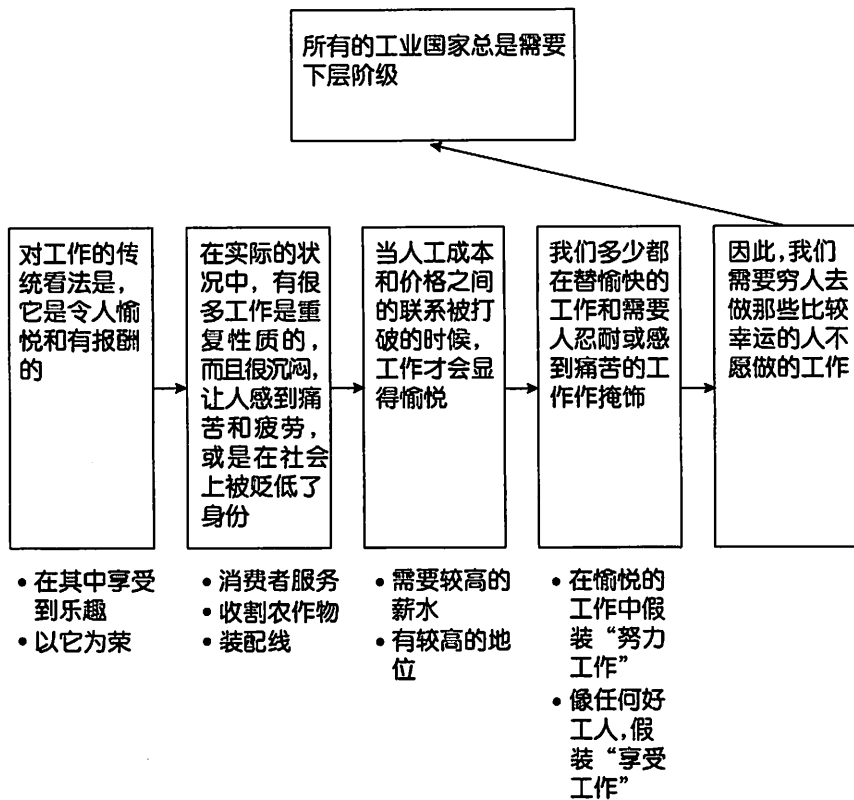 所有的工业国家总是需要
下层阶级
对工作的传
统看法是，
它是令人愉
悦和有报酬
的
在实际的状
况中，有很
多工作是重
复性质的，
而且很沉闷，
让人感到痛
苦和疲劳，
或是在社会
上被贬低了
身份
当人工成本
和价格之间
的联系被打
破的时候，
工作才会显
得愉悦
我们多少都
在替愉快的
工作和需要
人忍耐或感
到痛苦的工
作作掩饰
因此，我们
需要穷人去
做那些比较
幸运的人不
愿做的工作
• 在其中享受
到乐趣
• 以它为荣
• 消费者服务
• 收割农作物
• 装配线
• 需要较高的
薪水
• 有较高的地
位
• 在愉悦的
工作中假
装“努力
工作”
• 像任何好
工人，假
装“享受
工作”